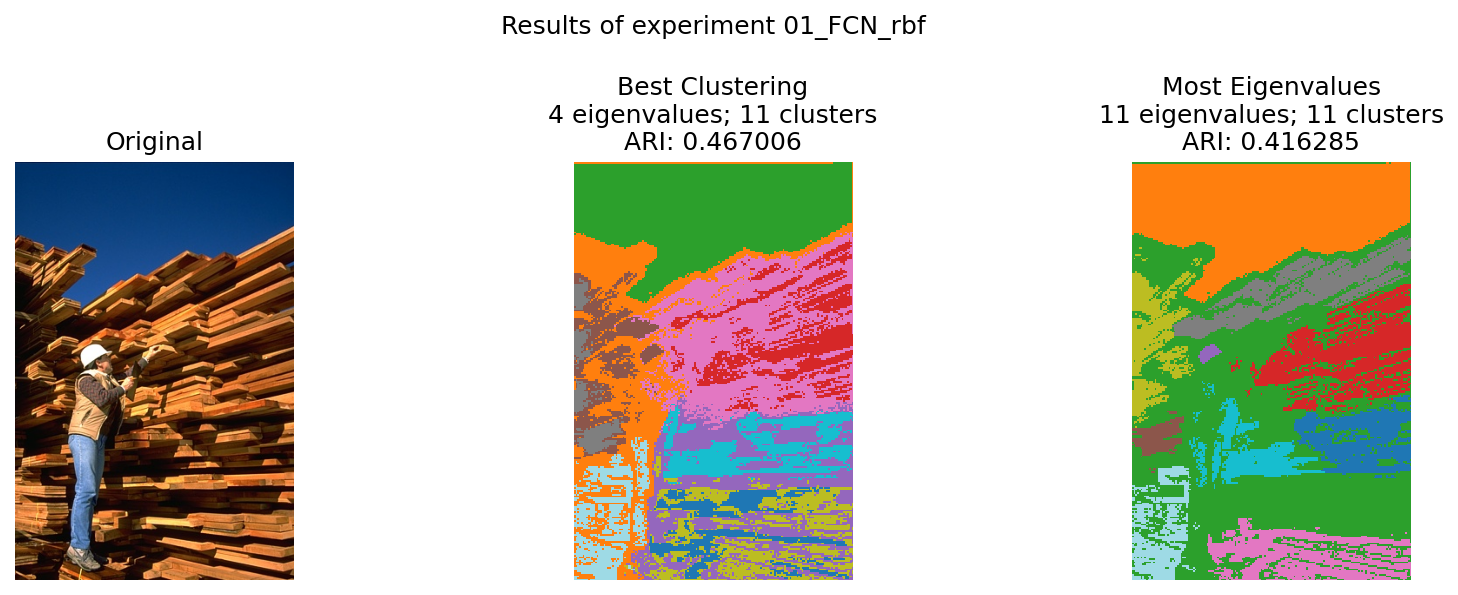 Results of experiment 01_FCN_rbf
Original
Best Clustering
4 eigenvalues; 11 clusters
ARI: 0.467006
Most Eigenvalues
11 eigenvalues; 11 clusters
ARI: 0.416285